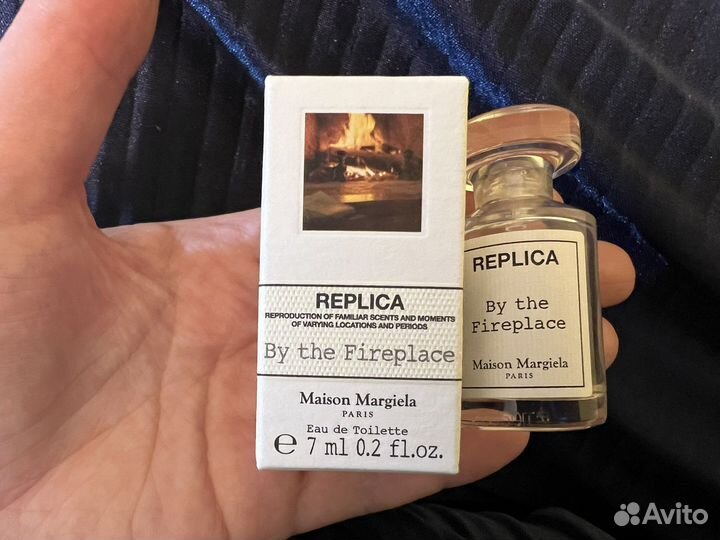 REPLICA
REPRODUCTION OF FAMILIAR SCENTS AND MOMENTS
OF VARYING LOCATIONS AND PERIODS
By the Fireplace
Maison Margiela
PARIS
Eau de Toilette
℮ 7 ml 0.2 fl.oz.
REPLICA
By the
Fireplace
Maison Margiela
PARIS
Avito